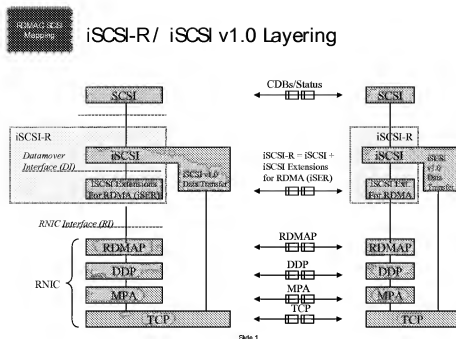 RDMAC SCSI
Mapping
iSCSI-R / iSCSI v1.0 Layering
SCSI
CDBs/Status
SCSI
iSCSI-R
iSCSI-R
Datamover
Interface (DI)
iSCSI
iSCSI v1.0
Data Transfer
iSCSI Extensions
For RDMA (iSER)
iSCSI-R = iSCSI +
iSCSI Extensions
for RDMA (iSER)
iSCSI
v1.0
Data
Transfer
iSCSI Ext.
For RDMA
RNIC Interface (RI)
RNIC
RDMAP
RDMAP
RDMAP
DDP
DDP
DDP
MPA
MPA
MPA
TCP
TCP
TCP
Slide 1